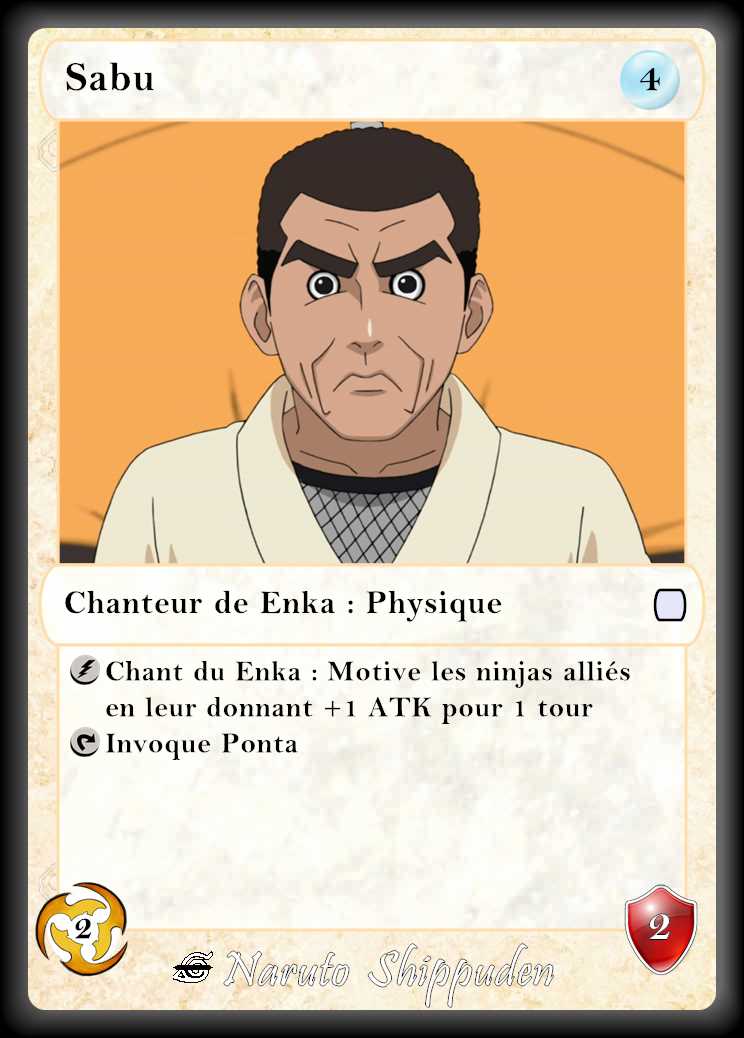 Sabu
4
Chanteur de Enka : Physique
Chant du Enka : Motive les ninjas alliés
en leur donnant +1 ATK pour 1 tour
Invoque Ponta
2
2
Naruto Shippuden